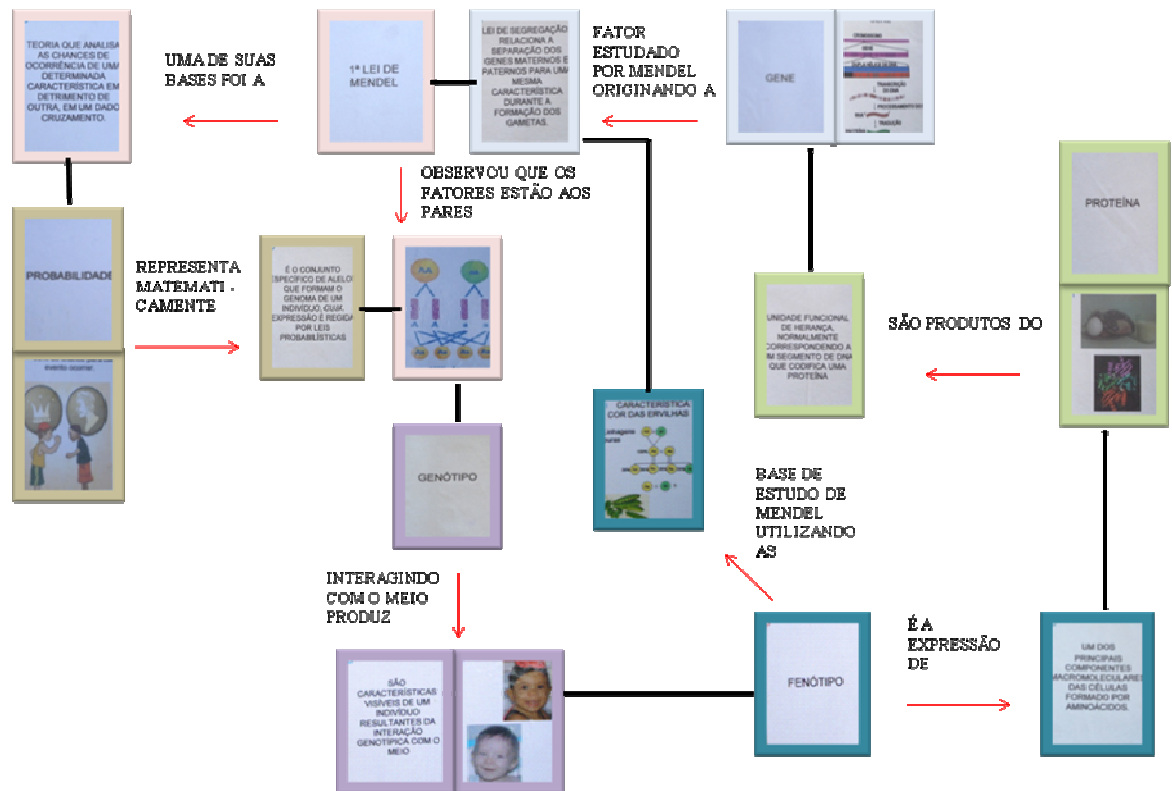 TEORIA QUE ANALISA
AS CHANCES DE
OCORRÊNCIA DE UMA
DETERMINADA
CARACTERÍSTICA EM
DETRIMENTO DE
OUTRA, EM UM DADO
CRUZAMENTO.
UMA DE SUAS
BASES FOI A
1ª LEI DE
MENDEL
LEI DE SEGREGAÇÃO
RELACIONA A
SEPARAÇÃO DOS
GENES MATERNOS E
PATERNOS PARA UMA
MESMA
CARACTERÍSTICA
DURANTE A
FORMAÇÃO DOS
GAMETAS.
FATOR
ESTUDADO
POR MENDEL
ORIGINANDO A
GENE
TRANSCRIÇÃO
TRADUÇÃO
OBSERVOU QUE OS
FATORES ESTÃO AOS
PARES
PROTEÍNA
PROBABILIDADE
REPRESENTA
MATEMATI -
CAMENTE
É O CONJUNTO
ESPECÍFICO DE ALELOS
QUE FORMAM O
GENOMA DE UM
INDIVÍDUO, CUJA
EXPRESSÃO É REGIDA
POR LEIS
PROBABILÍSTICAS
UNIDADE FUNCIONAL
DE HERANÇA,
NORMALMENTE
CORRESPONDENDO A
UM SEGMENTO DE DNA
QUE CODIFICA UMA
PROTEÍNA
SÃO PRODUTOS DO
evento ocorrer.
GENÓTIPO
CARACTERÍSTICA
COR DAS ERVILHAS
BASE DE
ESTUDO DE
MENDEL
UTILIZANDO
AS
INTERAGINDO
COM O MEIO
PRODUZ
SÃO
CARACTERÍSTICAS
VISÍVEIS DE UM
INDIVÍDUO
RESULTANTES DA
INTERAÇÃO
GENOTÍPICA COM O
MEIO
FENÓTIPO
É A
EXPRESSÃO
DE
UM DOS
PRINCIPAIS
COMPONENTES
MACROMOLECULARES
DAS CÉLULAS
FORMADO POR
AMINOÁCIDOS.